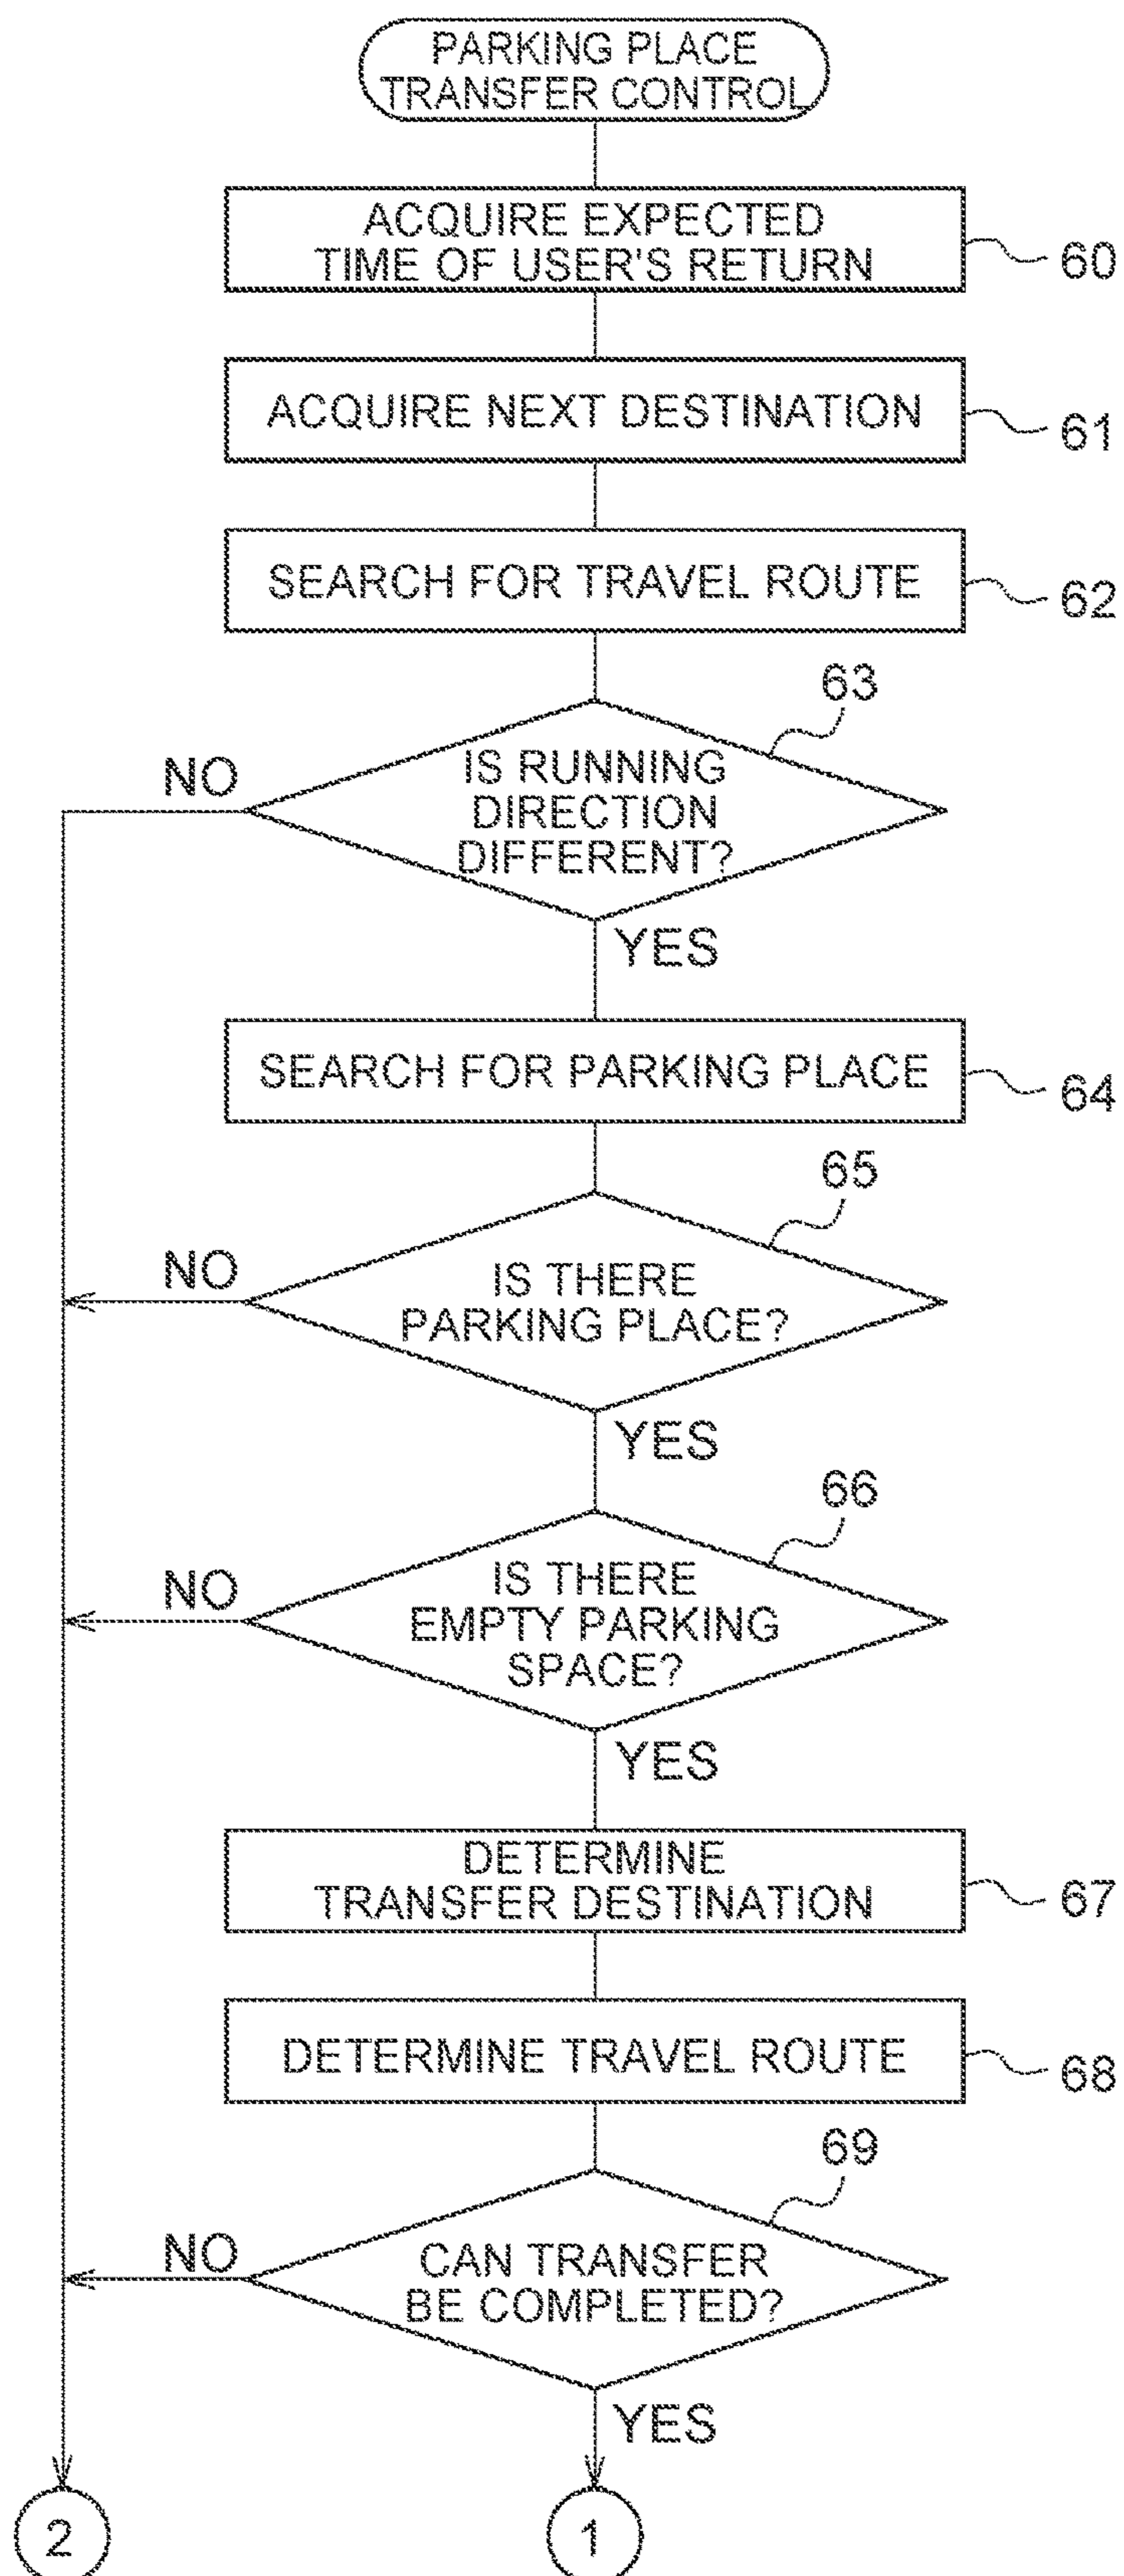 PARKING PLACE
TRANSFER CONTROL
ACQUIRE EXPECTED
TIME OF USER'S RETURN
60
ACQUIRE NEXT DESTINATION
61
SEARCH FOR TRAVEL ROUTE
62
63
NO
IS RUNNING
DIRECTION
DIFFERENT?
YES
SEARCH FOR PARKING PLACE
64
65
NO
IS THERE
PARKING PLACE?
YES
66
NO
IS THERE
EMPTY PARKING
SPACE?
YES
DETERMINE
TRANSFER DESTINATION
67
DETERMINE TRAVEL ROUTE
68
69
NO
CAN TRANSFER
BE COMPLETED?
YES
2
1